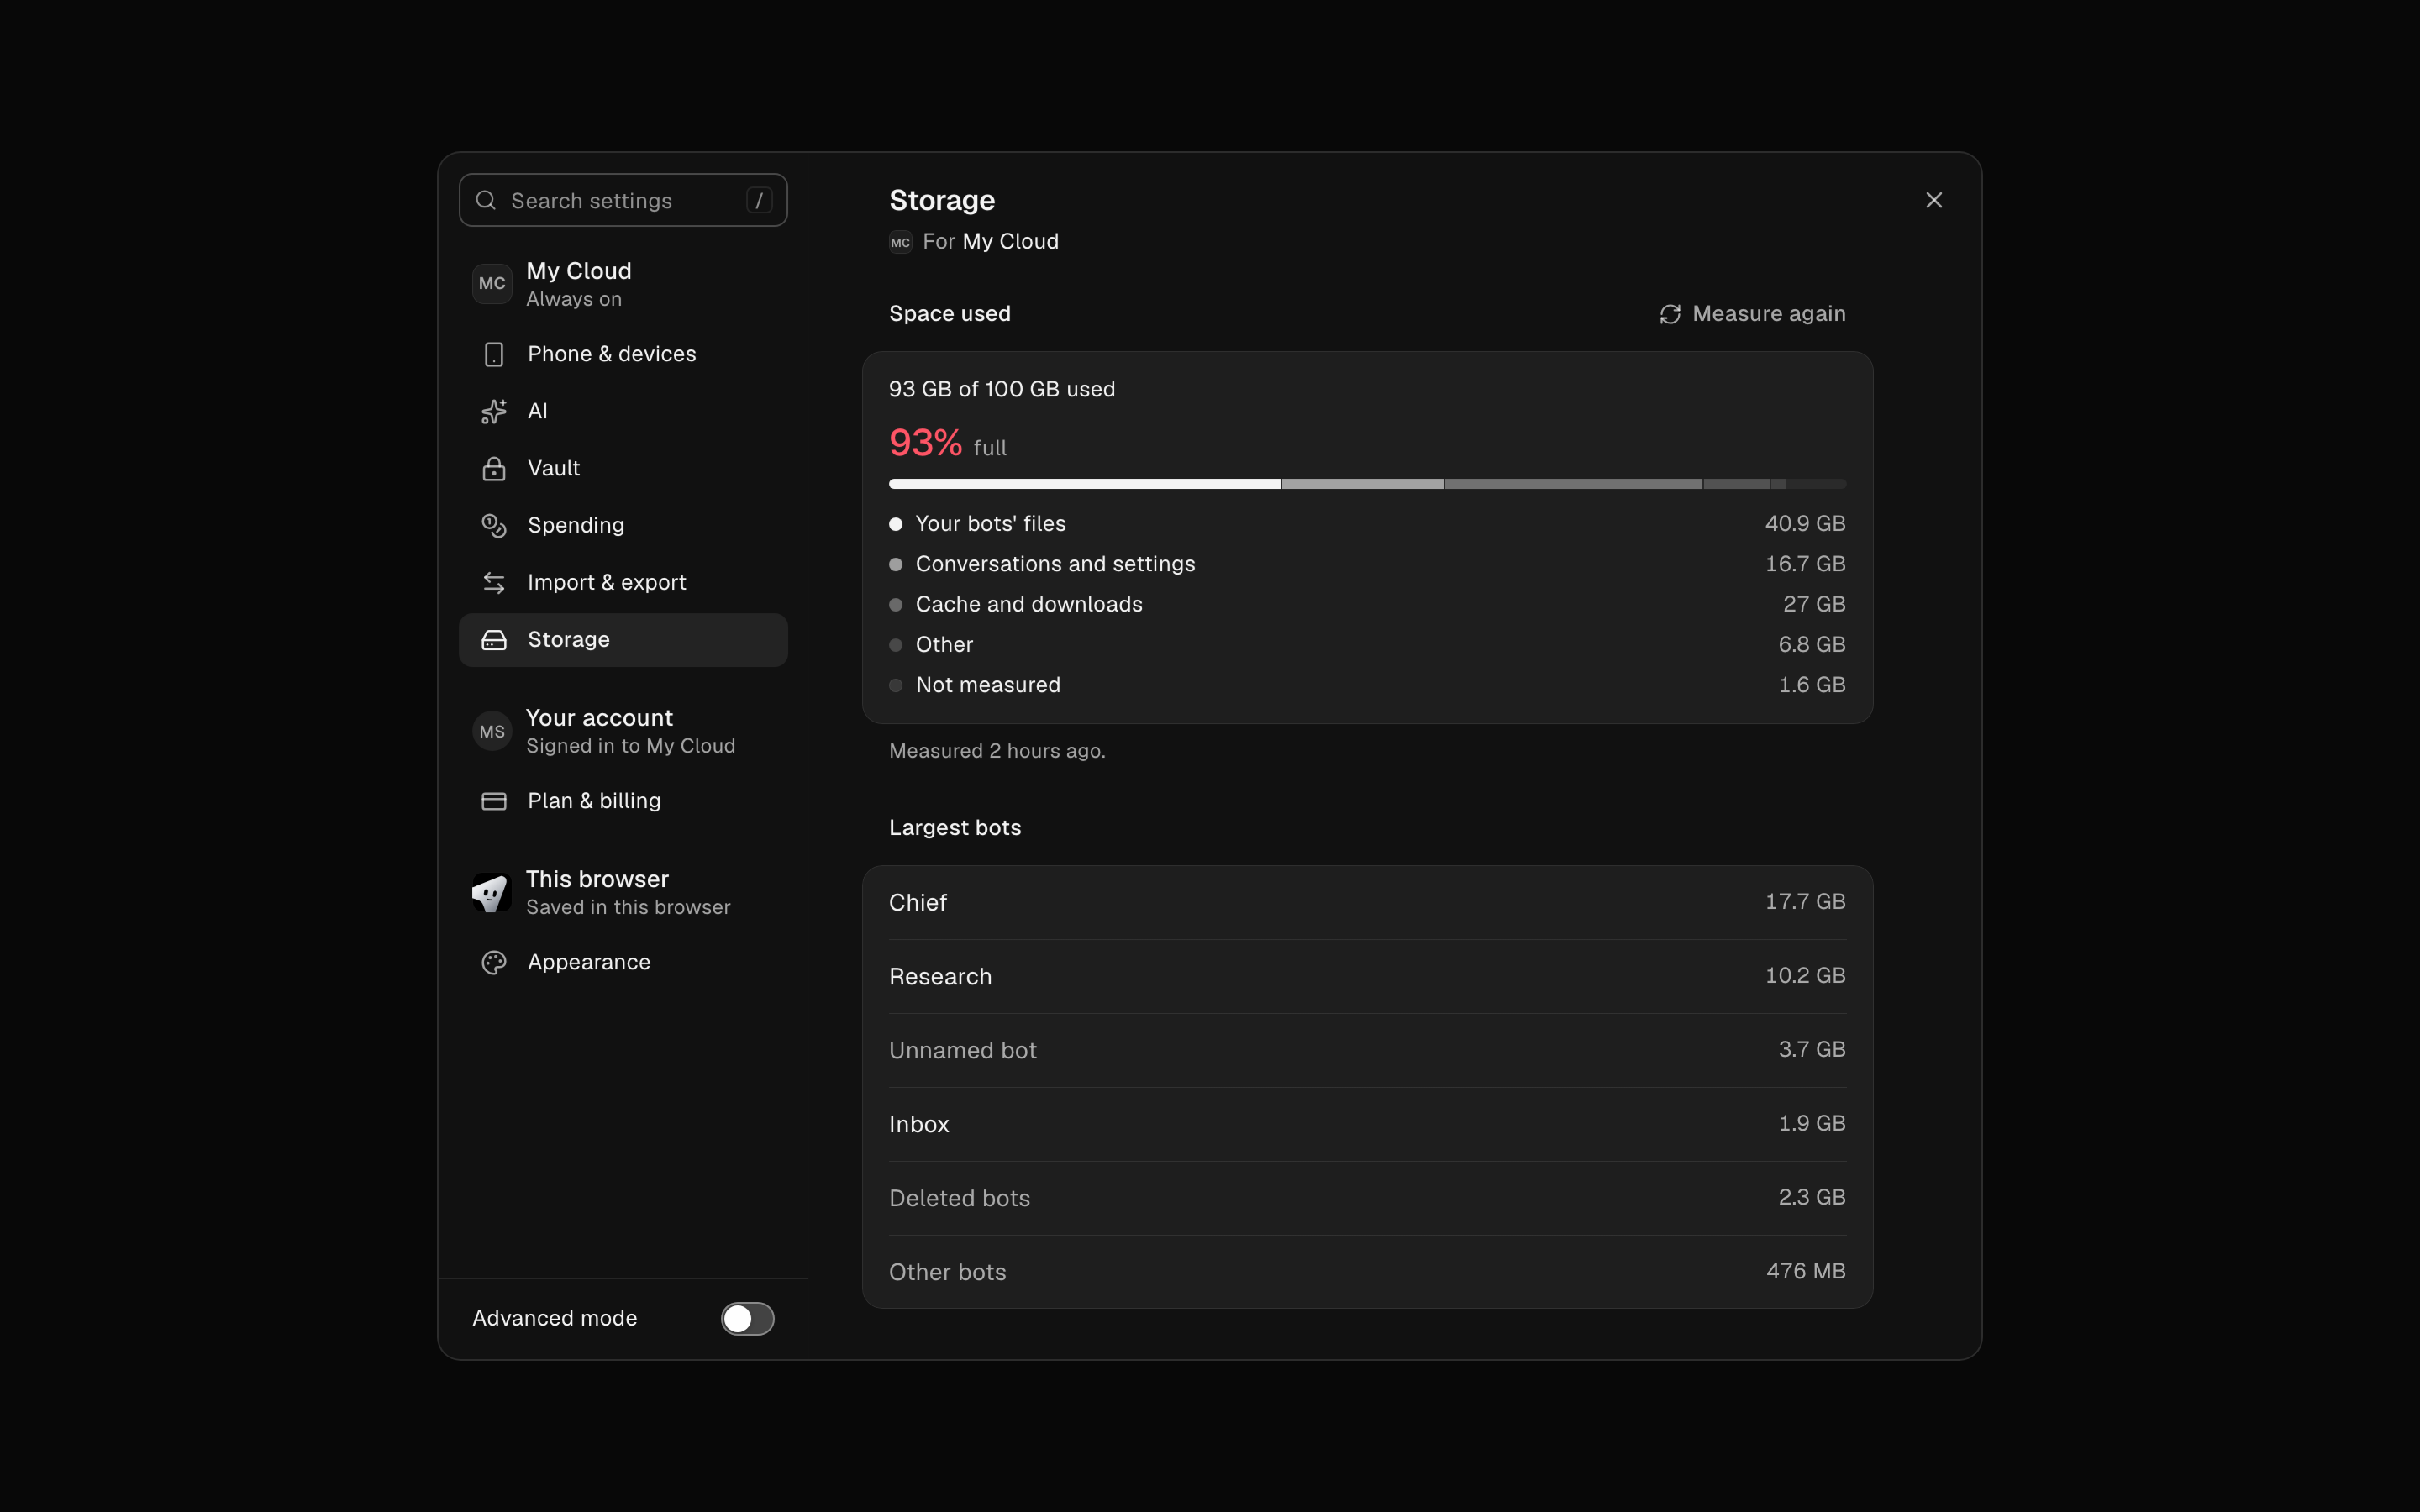 Search settings /
MC My Cloud
Always on
Phone & devices
AI
Vault
Spending
Import & export
Storage
MS Your account
Signed in to My Cloud
Plan & billing
This browser
Saved in this browser
Appearance
Advanced mode
Storage
MC For My Cloud
Space used Measure again
93 GB of 100 GB used
93% full
Your bots' files 40.9 GB
Conversations and settings 16.7 GB
Cache and downloads 27 GB
Other 6.8 GB
Not measured 1.6 GB
Measured 2 hours ago.
Largest bots
Chief 17.7 GB
Research 10.2 GB
Unnamed bot 3.7 GB
Inbox 1.9 GB
Deleted bots 2.3 GB
Other bots 476 MB